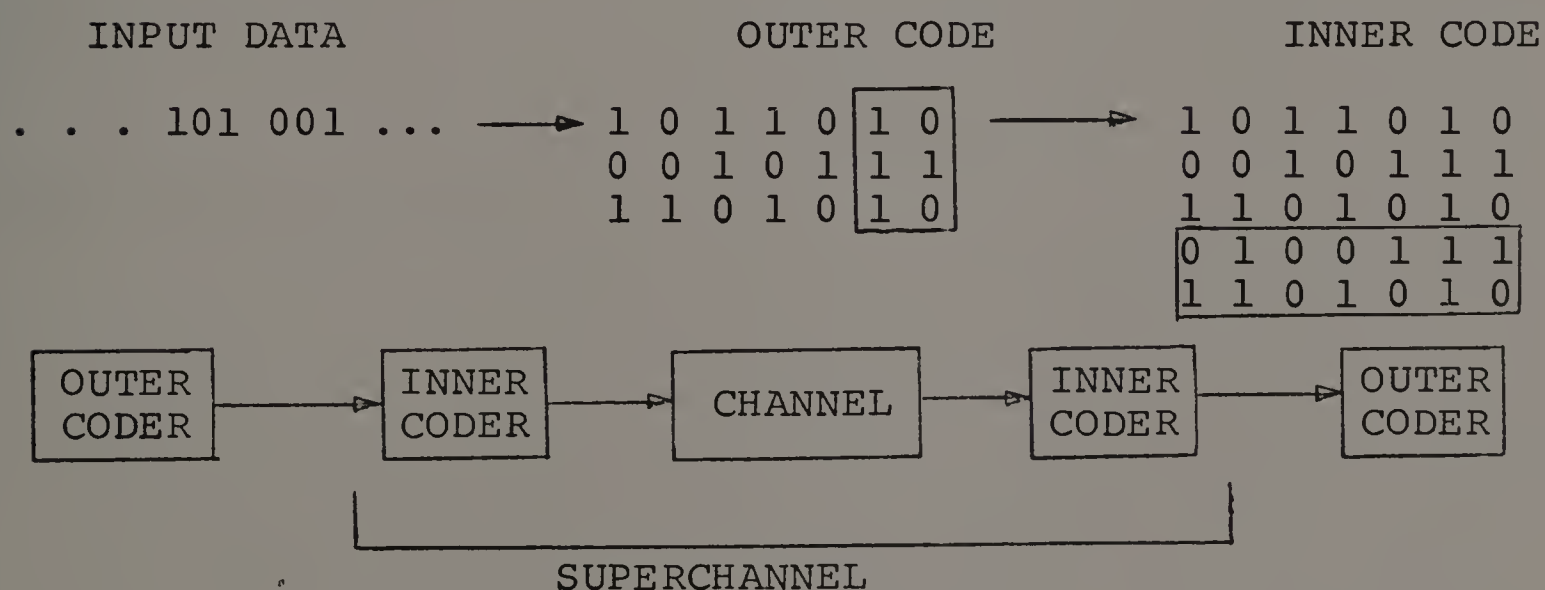 INPUT DATA OUTER CODE INNER CODE
. . . 101 001 ... 1 0 1 1 0 1 0 1 0 1 1 0 1 0
0 0 1 0 1 1 1 0 0 1 0 1 1 1
1 1 0 1 0 1 0 1 1 0 1 0 1 0
0 1 0 0 1 1 1
1 1 0 1 0 1 0
OUTER CODER
INNER CODER
CHANNEL
INNER CODER
OUTER CODER
SUPERCHANNEL